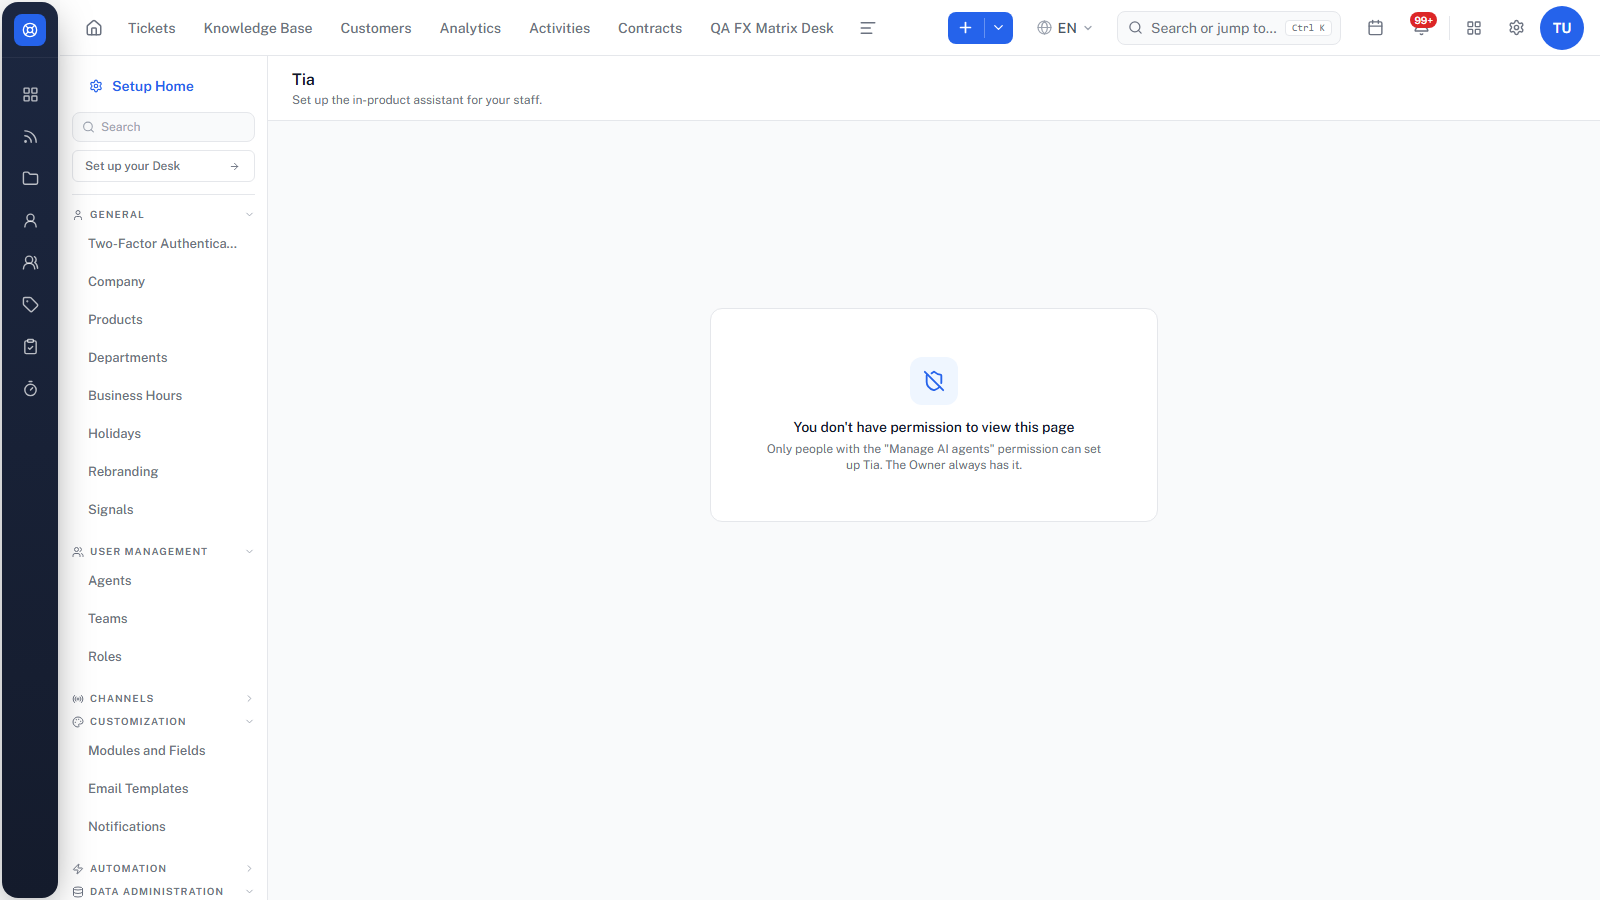 Tickets
Knowledge Base
Customers
Analytics
Activities
Contracts
QA FX Matrix Desk
EN
Search or jump to...
Ctrl K
99+
TU
Setup Home
Search
Set up your Desk
GENERAL
Two-Factor Authentica...
Company
Products
Departments
Business Hours
Holidays
Rebranding
Signals
USER MANAGEMENT
Agents
Teams
Roles
CHANNELS
CUSTOMIZATION
Modules and Fields
Email Templates
Notifications
AUTOMATION
DATA ADMINISTRATION
Tia
Set up the in-product assistant for your staff.
You don't have permission to view this page
Only people with the "Manage AI agents" permission can set
up Tia. The Owner always has it.